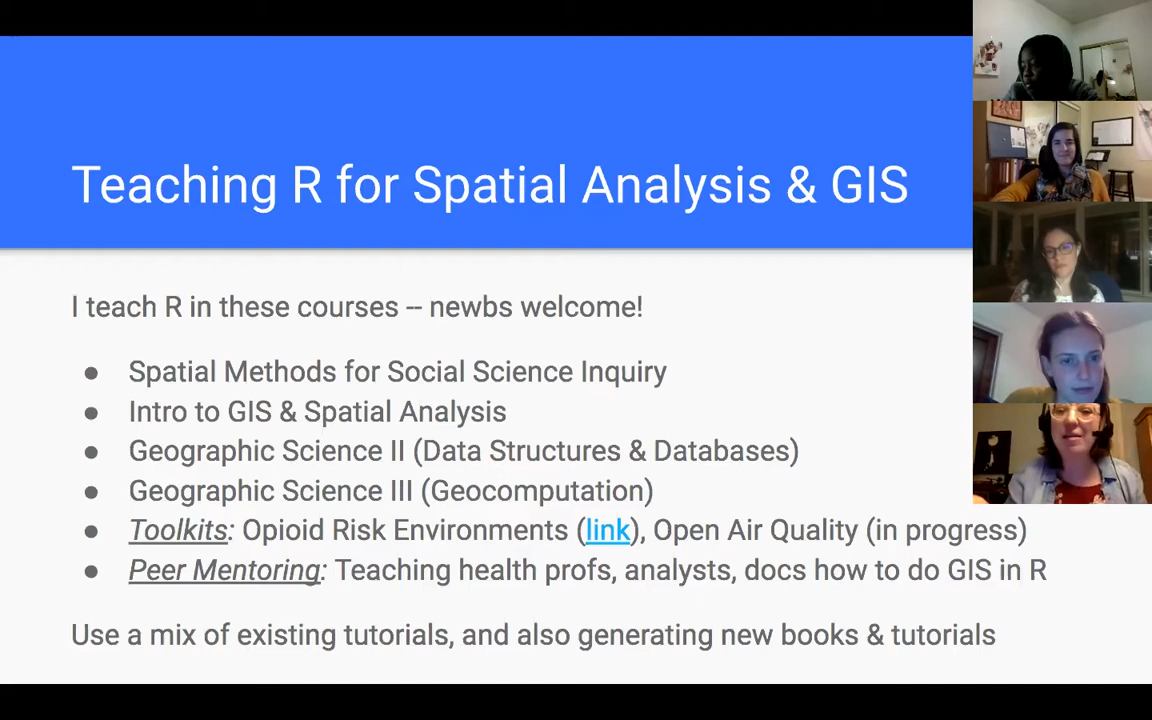 Teaching R for Spatial Analysis & GIS
I teach R in these courses -- newbs welcome!
● Spatial Methods for Social Science Inquiry
● Intro to GIS & Spatial Analysis
● Geographic Science II (Data Structures & Databases)
● Geographic Science III (Geocomputation)
● Toolkits: Opioid Risk Environments (link), Open Air Quality (in progress)
● Peer Mentoring: Teaching health profs, analysts, docs how to do GIS in R
Use a mix of existing tutorials, and also generating new books & tutorials